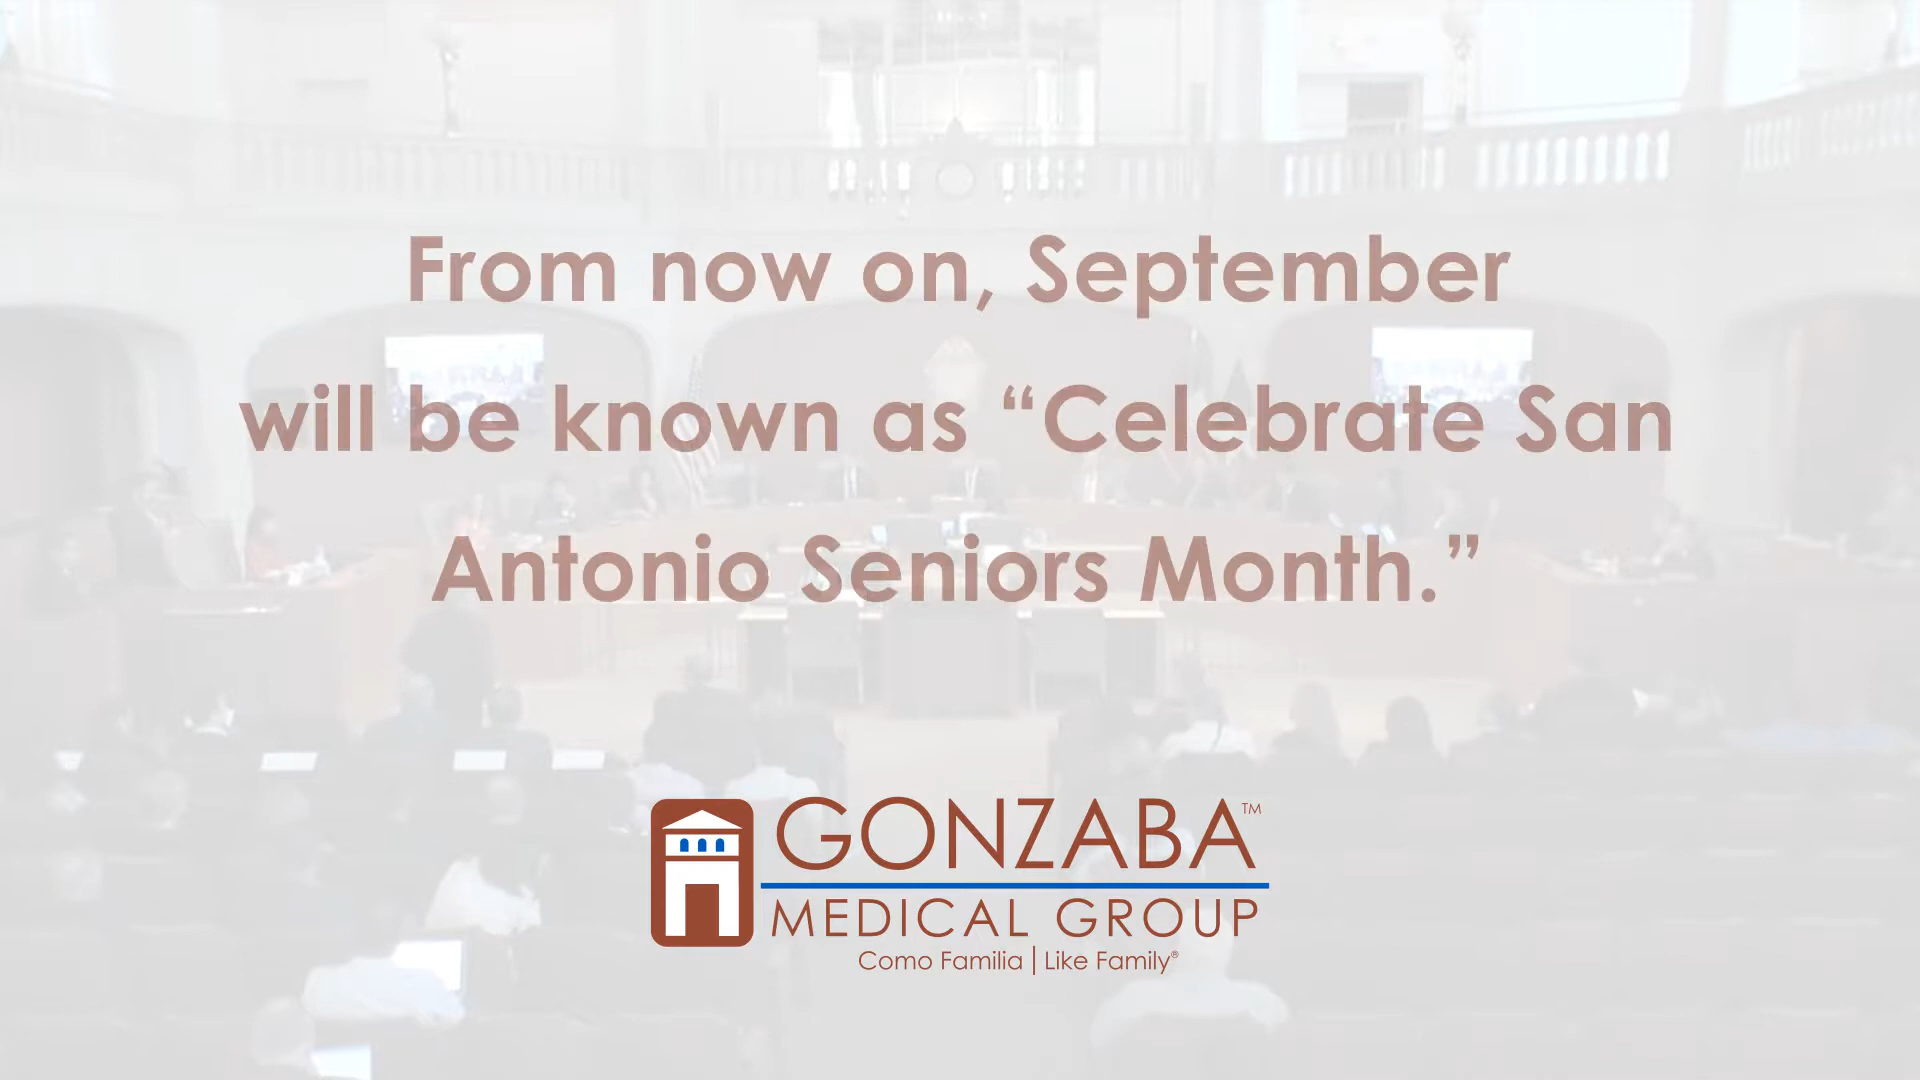 From now on, September
will be known as “Celebrate San
Antonio Seniors Month.”
GONZABA™
MEDICAL GROUP
Como Familia | Like Family®